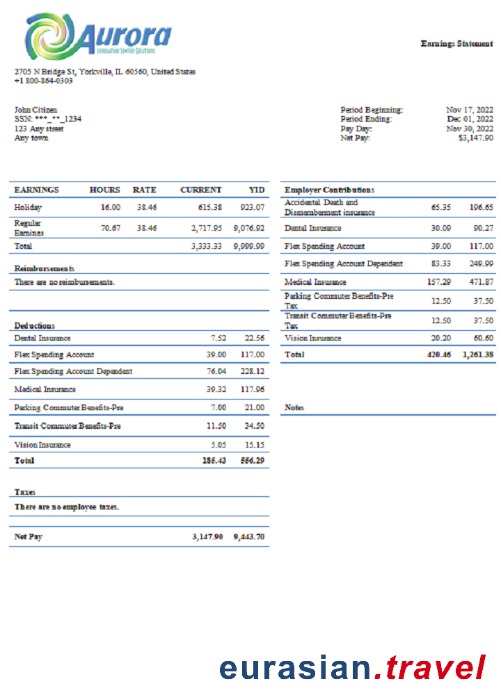 Aurora
Innovative Service Solutions
Earnings Statement
2705 N Bridge St, Yorkville, IL 60560, United States
+1 800-864-0303
John Citizen
SSN: ***_**_1234
123 Any street
Any town
Period Beginning: Nov 17, 2022
Period Ending: Dec 01, 2022
Pay Day: Nov 30, 2022
Net Pay: $3,147.90
EARNINGS HOURS RATE CURRENT YID
Holiday 16.00 38.46 615.38 923.07
Regular
Earnines 70.67 38.46 2,717.95 9,076.92
Total 3,333.33 9,999.99
Reimbursements
There are no reimbursements.
Deductions
Dental Insurance 7.52 22.56
Flex Spending Account 39.00 117.00
Flex Spending Account Dependent 76.04 228.12
Medical Insurance 39.32 117.96
Parking Commuter Benefits-Pre 7.00 21.00
Transit Commuter Benefits-Pre 11.50 34.50
Vision Insurance 5.05 15.15
Total 185.43 556.29
Taxes
There are no employee taxes.
Net Pay 3,147.90 9,443.70
Employer Contributions
Accidental Death and
Dismemberment insurance 65.35 196.65
Dental Insurance 30.09 90.27
Flex Spending Account 39.00 117.00
Flex Spending Account Dependent 83.33 249.99
Medical Insurance 157.29 471.87
Parking Commuter Benefits-Pre
Tax 12.50 37.50
Transit Commuter Benefits-Pre
Tax 12.50 37.50
Vision Insurance 20.20 60.60
Total 420.46 1,261.38
Notes
eurasian.travel